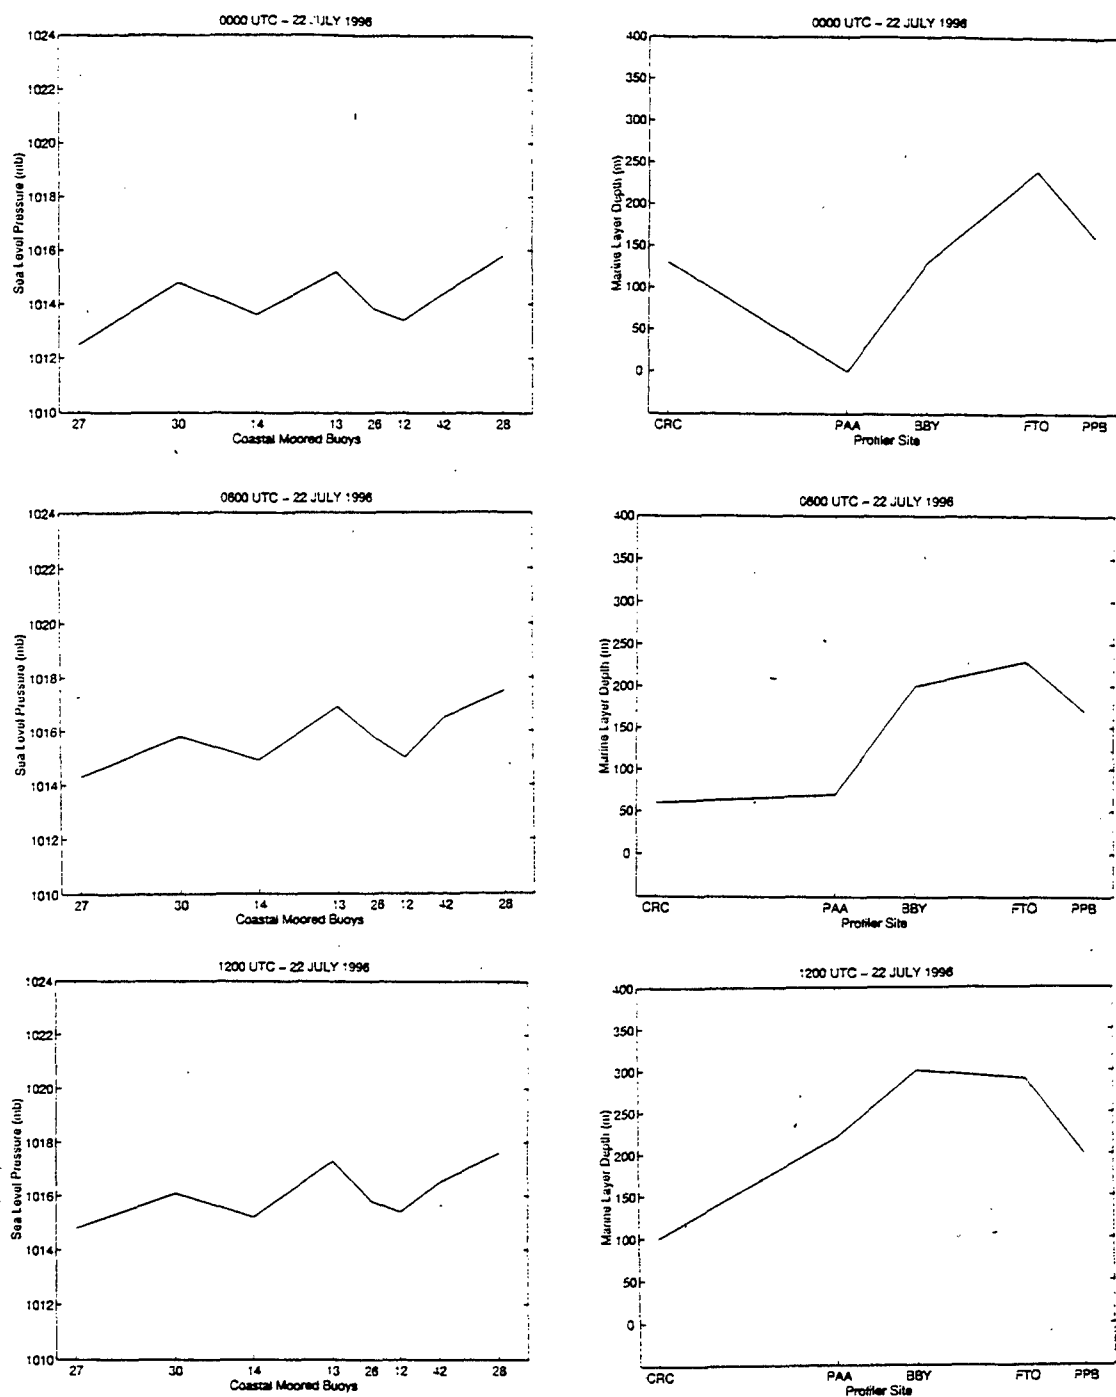 0000 UTC – 22 JULY 1996
1024
1022
1020
1018
1016
1014
1012
1010
Sea Level Pressure (mb)
27 30 14 13 26 12 42 28
Coastal Moored Buoys
0000 UTC – 22 JULY 1996
400
350
300
250
200
150
100
50
0
Marine Layer Depth (m)
CRC PAA BBY FTO PPB
Profiler Site
0600 UTC – 22 JULY 1996
1024
1022
1020
1018
1016
1014
1012
1010
Sea Level Pressure (mb)
27 30 14 13 26 12 42 28
Coastal Moored Buoys
0600 UTC – 22 JULY 1996
400
350
300
250
200
150
100
50
0
Marine Layer Depth (m)
CRC PAA BBY FTO PPB
Profiler Site
1200 UTC – 22 JULY 1996
1024
1022
1020
1018
1016
1014
1012
1010
Sea Level Pressure (mb)
27 30 14 13 26 12 42 28
Coastal Moored Buoys
1200 UTC – 22 JULY 1996
400
350
300
250
200
150
100
50
0
Marine Layer Depth (m)
CRC PAA BBY FTO PPB
Profiler Site